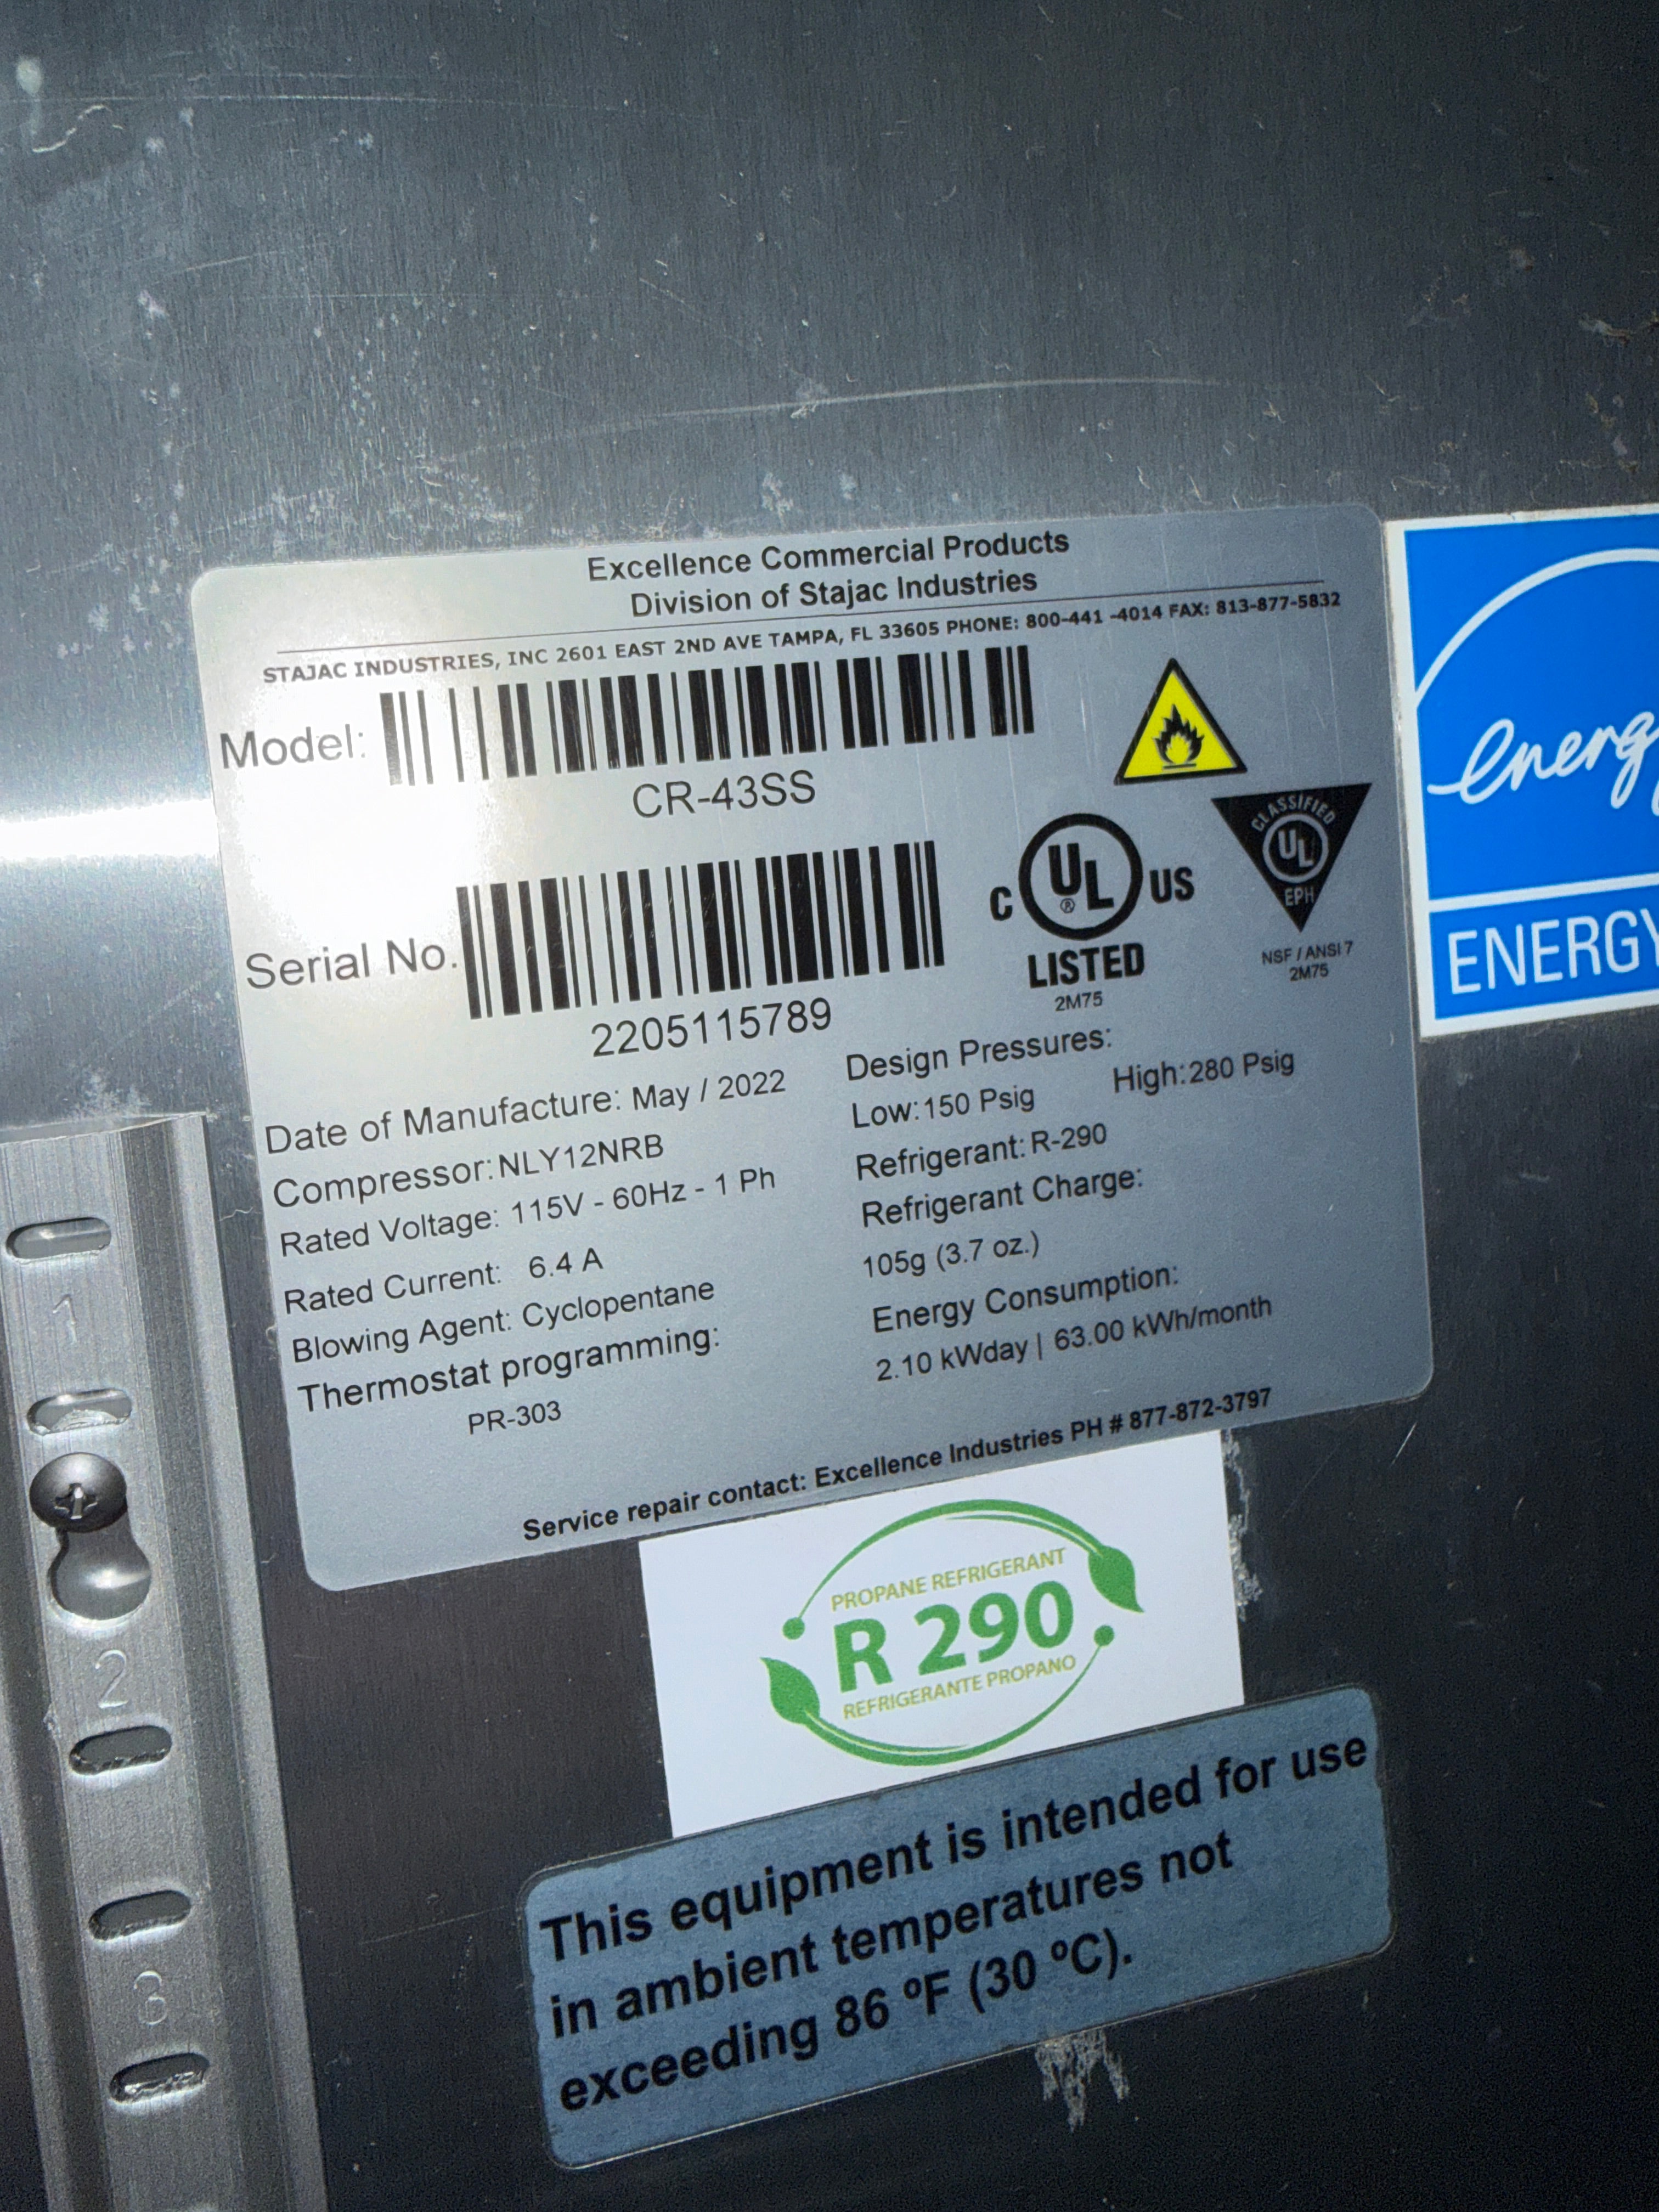 Excellence Commercial Products
Division of Stajac Industries
STAJAC INDUSTRIES, INC 2601 EAST 2ND AVE TAMPA, FL 33605 PHONE: 800-441 -4014 FAX: 813-877-5832
Model:
CR-43SS
Serial No.
2205115789
C UL ® US
LISTED
2M75
CLASSIFIED
UL
EPH
NSF / ANSI 7
2M75
Date of Manufacture: May / 2022
Compressor: NLY12NRB
Rated Voltage: 115V - 60Hz - 1 Ph
Rated Current: 6.4 A
Blowing Agent: Cyclopentane
Thermostat programming:
PR-303
Design Pressures:
Low: 150 Psig High: 280 Psig
Refrigerant: R-290
Refrigerant Charge:
105g (3.7 oz.)
Energy Consumption:
2.10 kWday | 63.00 kWh/month
Service repair contact: Excellence Industries PH # 877-872-3797
energ
ENERGY
PROPANE REFRIGERANT
R 290
REFRIGERANTE PROPANO
This equipment is intended for use
in ambient temperatures not
exceeding 86 ºF (30 ºC).
1
2
3